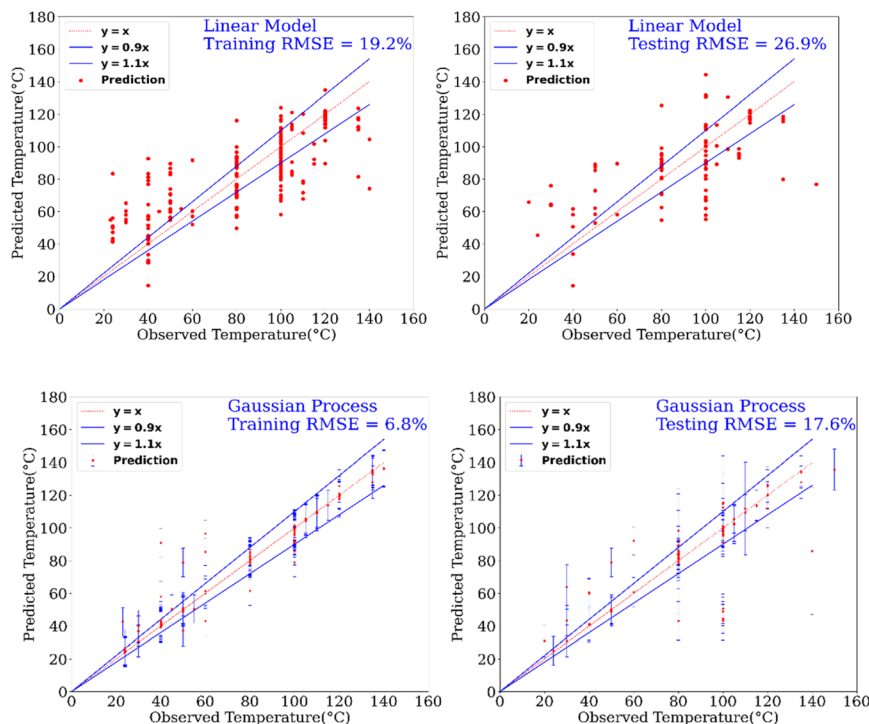 180
160
140
120
100
80
60
40
20
0
Predicted Temperature(°C)
y = x
y = 0.9x
y = 1.1x
Prediction
Linear Model
Training RMSE = 19.2%
0 20 40 60 80 100 120 140 160
Observed Temperature(°C)
180
160
140
120
100
80
60
40
20
0
Predicted Temperature(°C)
y = x
y = 0.9x
y = 1.1x
Prediction
Linear Model
Testing RMSE = 26.9%
0 20 40 60 80 100 120 140 160
Observed Temperature(°C)
180
160
140
120
100
80
60
40
20
0
Predicted Temperature(°C)
y = x
y = 0.9x
y = 1.1x
Prediction
Gaussian Process
Training RMSE = 6.8%
0 20 40 60 80 100 120 140 160
Observed Temperature(°C)
180
160
140
120
100
80
60
40
20
0
Predicted Temperature(°C)
y = x
y = 0.9x
y = 1.1x
Prediction
Gaussian Process
Testing RMSE = 17.6%
0 20 40 60 80 100 120 140 160
Observed Temperature(°C)